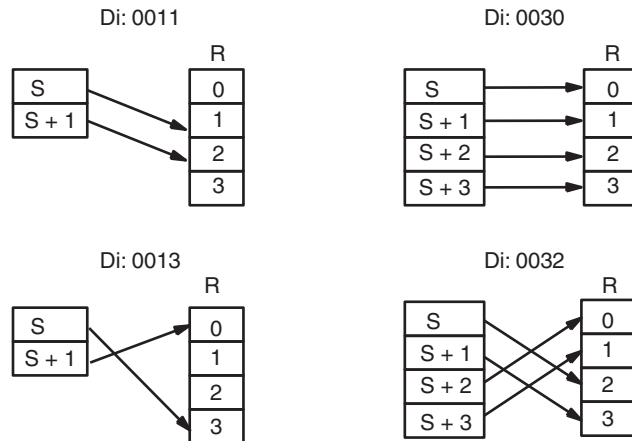 Di: 0011
R
S
S + 1
0
1
2
3
Di: 0030
R
S
S + 1
S + 2
S + 3
0
1
2
3
Di: 0013
R
S
S + 1
0
1
2
3
Di: 0032
R
S
S + 1
S + 2
S + 3
0
1
2
3